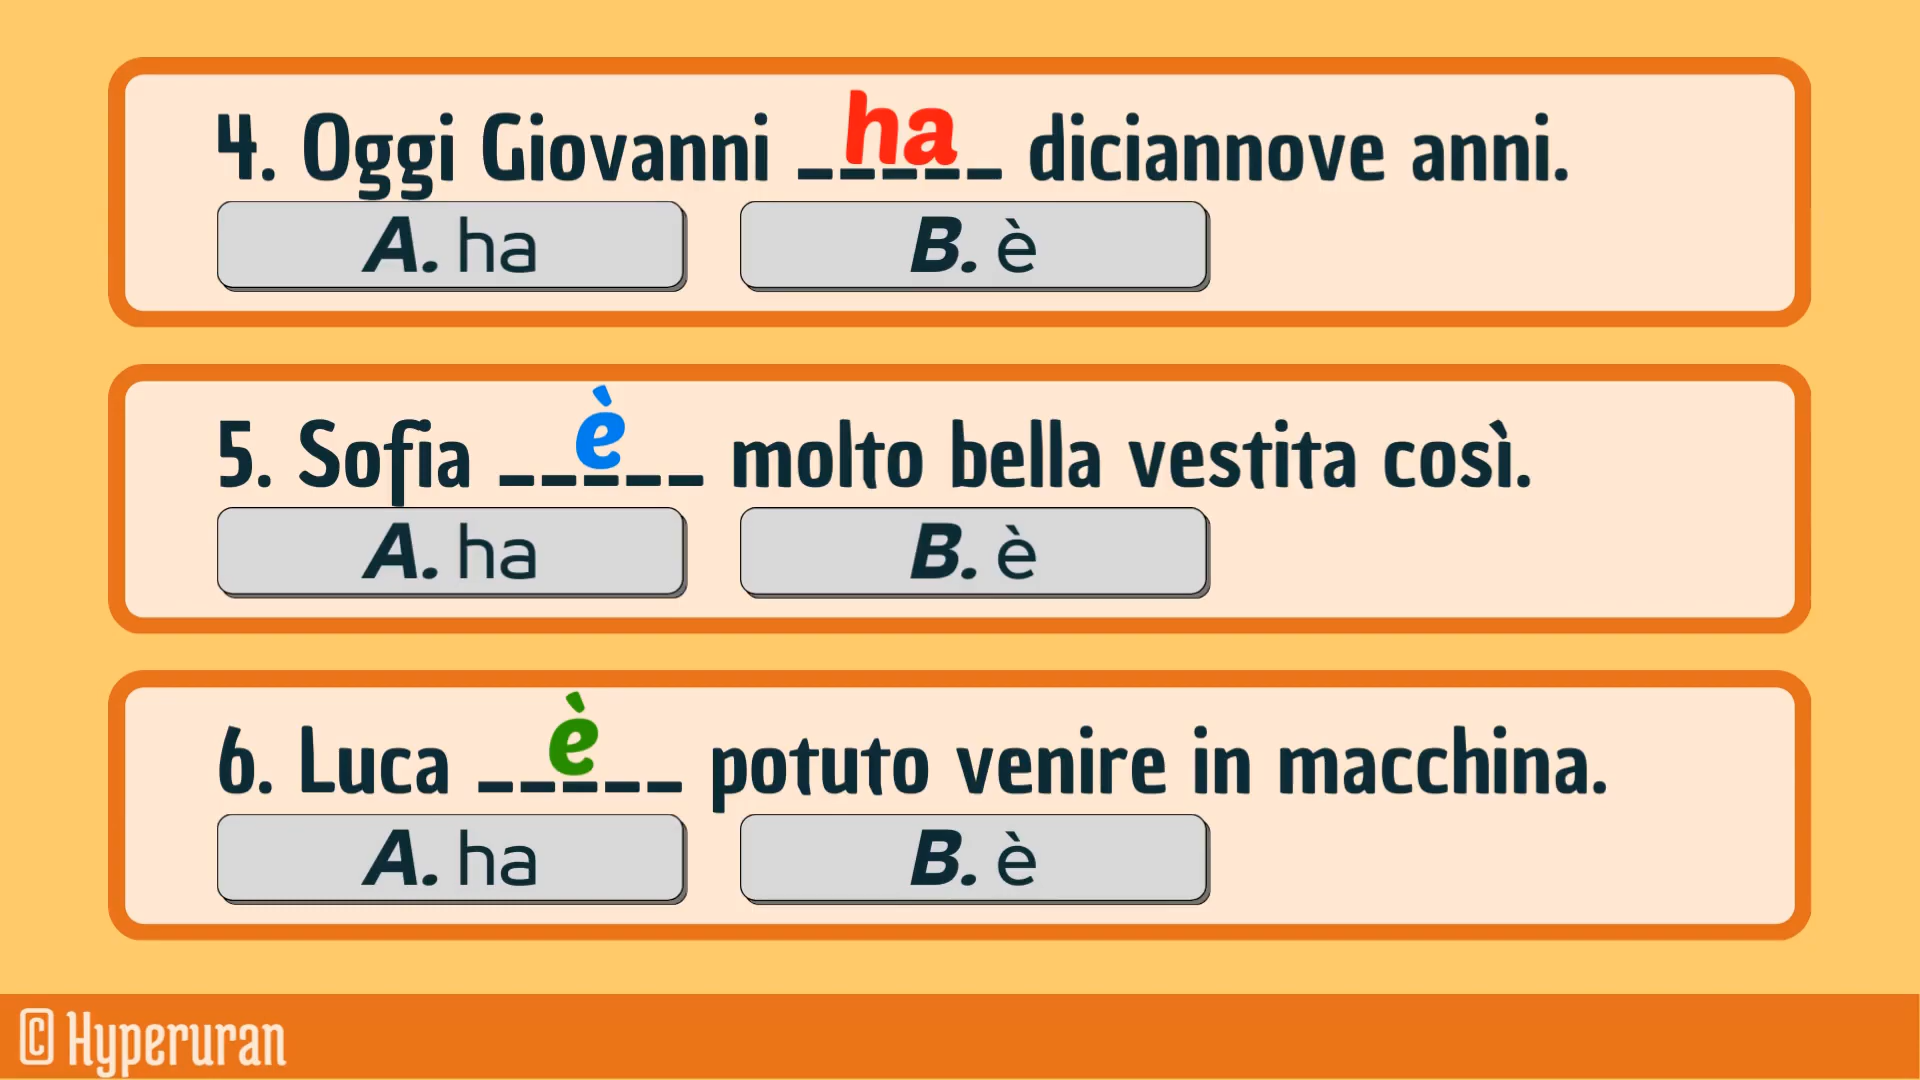 4. Oggi Giovanni _ha_ diciannove anni.
A. ha
B. è
5. Sofia _è_ molto bella vestita così.
A. ha
B. è
6. Luca _è_ potuto venire in macchina.
A. ha
B. è
© Hyperuran